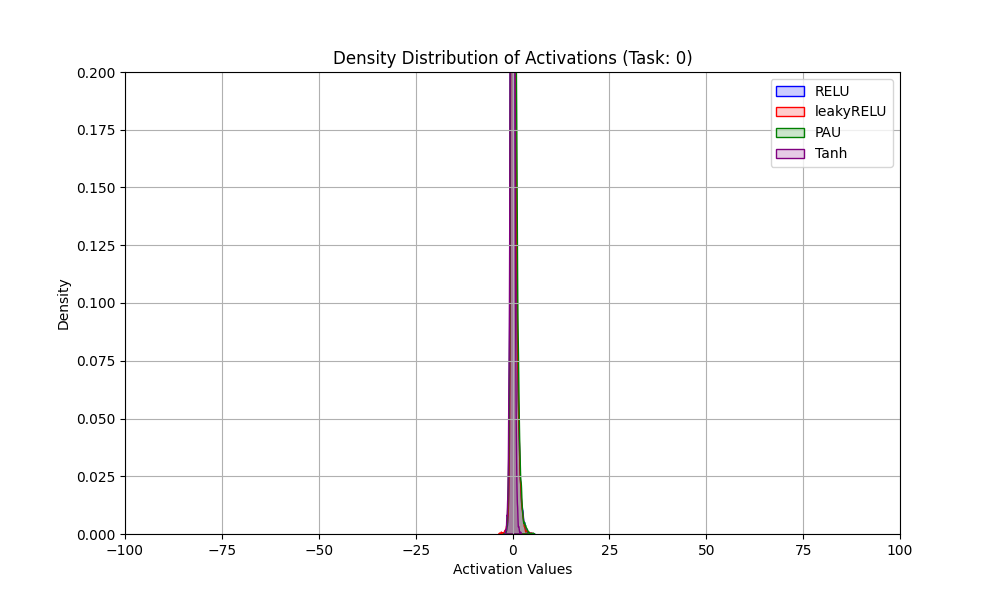 Density Distribution of Activations (Task: 0)
0.200
0.175
0.150
0.125
0.100
0.075
0.050
0.025
0.000
Density
RELU
leakyRELU
PAU
Tanh
−100
−75
−50
−25
0
25
50
75
100
Activation Values